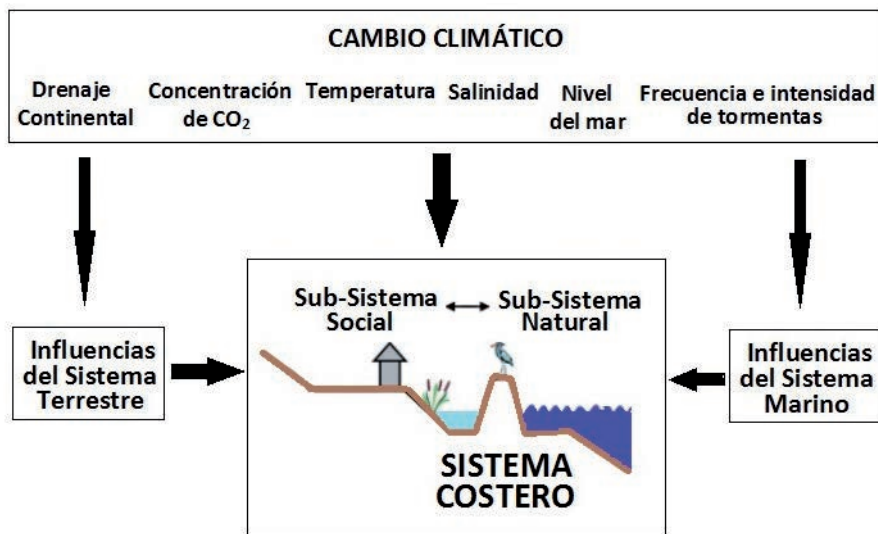 CAMBIO CLIMÁTICO
Drenaje
Continental
Concentración
de CO₂
Temperatura
Salinidad
Nivel
del mar
Frecuencia e intensidad
de tormentas
Sub-Sistema
Social
Sub-Sistema
Natural
Influencias
del Sistema
Terrestre
Influencias
del Sistema
Marino
SISTEMA
COSTERO